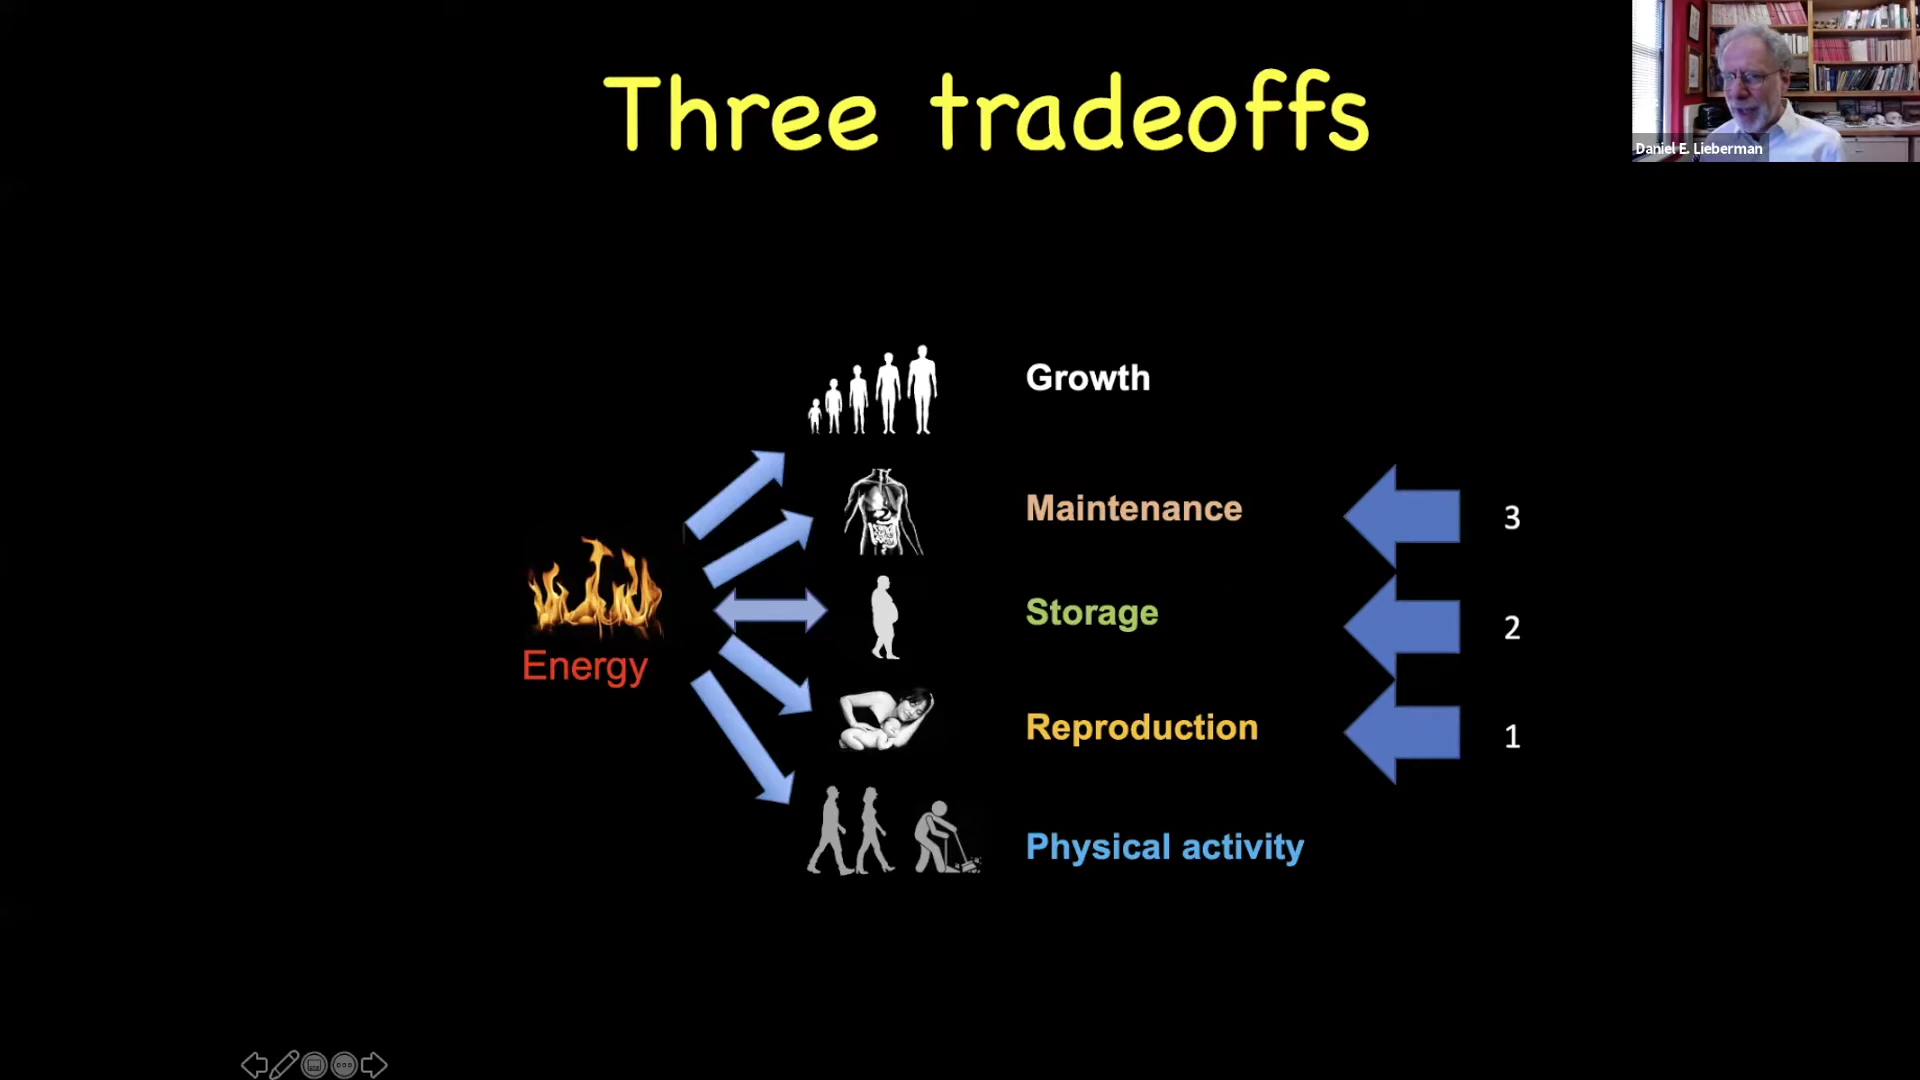 Three tradeoffs
Daniel E. Lieberman
Growth
Maintenance
3
Storage
2
Energy
Reproduction
1
Physical activity